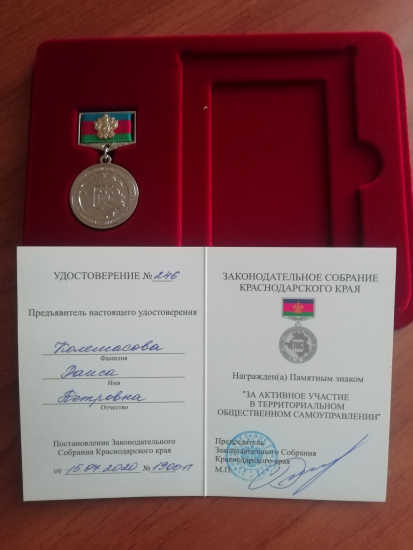 УДОСТОВЕРЕНИЕ № 246
Предъявитель настоящего удостоверения
Фамилия
Раиса
Имя
Петровна
Отчество
Постановление Законодательного
Собрания Краснодарского края
от 15.07.2020 № 1900-П
ЗАКОНОДАТЕЛЬНОЕ СОБРАНИЕ
КРАСНОДАРСКОГО КРАЯ
Награжден(а) Памятным знаком
"ЗА АКТИВНОЕ УЧАСТИЕ
В ТЕРРИТОРИАЛЬНОМ
ОБЩЕСТВЕННОМ САМОУПРАВЛЕНИИ"
Председатель
Законодательного Собрания
Краснодарского края
М.П.